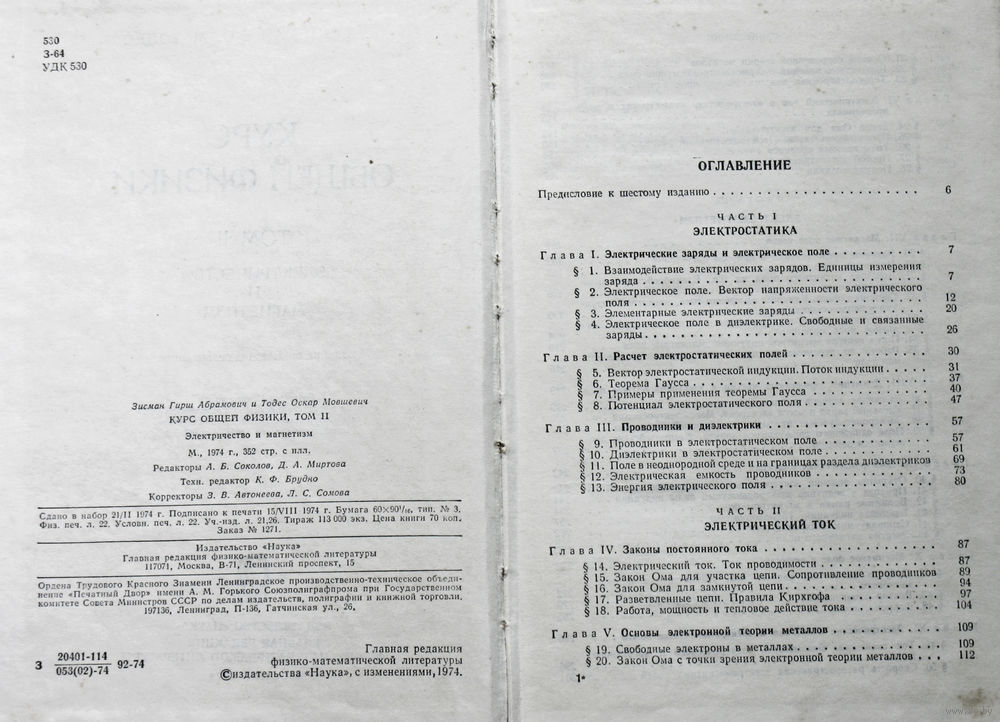 530
З-64
УДК 530
Зисман Гирш Абрамович и Тодес Оскар Мовшевич
КУРС ОБЩЕЙ ФИЗИКИ, ТОМ II
Электричество и магнетизм
М., 1974 г., 352 стр. с илл.
Редакторы А. Б. Соколов, Д. А. Миртова
Техн. редактор К. Ф. Брудно
Корректоры З. В. Автонеева, Л. С. Сомова
Сдано в набор 21/II 1974 г. Подписано к печати 15/VIII 1974 г. Бумага 60×90¹/₁₆, тип. № 3,
Физ. печ. л. 22. Условн. печ. л. 22. Уч.-изд. л. 21,26. Тираж 113 000 экз. Цена книги 70 коп.
Заказ № 1271.
Издательство «Наука»
Главная редакция физико-математической литературы
117071, Москва, В-71, Ленинский проспект, 15
Ордена Трудового Красного Знамени Ленинградское производственно-техническое объеди-
нение «Печатный Двор» имени А. М. Горького Союзполиграфпрома при Государственном
комитете Совета Министров СССР по делам издательств, полиграфии и книжной торговли.
197136, Ленинград, П-136, Гатчинская ул., 26.
З 20401-114 92-74
053(02)-74
Главная редакция
физико-математической литературы
©издательства «Наука», с изменениями, 1974.
ОГЛАВЛЕНИЕ
Предисловие к шестому изданию . . . . . . . . . . 6
ЧАСТЬ I
ЭЛЕКТРОСТАТИКА
Глава I. Электрические заряды и электрическое поле . . . . . . . . . . 7
§ 1. Взаимодействие электрических зарядов. Единицы измерения
заряда . . . . . . . . . . 7
§ 2. Электрическое поле. Вектор напряженности электрического
поля . . . . . . . . . . 12
§ 3. Элементарные электрические заряды . . . . . . . . . . 20
§ 4. Электрическое поле в диэлектрике. Свободные и связанные
заряды . . . . . . . . . . 26
Глава II. Расчет электростатических полей . . . . . . . . . . 30
§ 5. Вектор электростатической индукции. Поток индукции . . . . . 31
§ 6. Теорема Гаусса . . . . . . . . . . 37
§ 7. Примеры применения теоремы Гаусса . . . . . . . . . . 40
§ 8. Потенциал электростатического поля . . . . . . . . . . 47
Глава III. Проводники и диэлектрики . . . . . . . . . . 57
§ 9. Проводники в электростатическом поле . . . . . . . . . . 57
§ 10. Диэлектрики в электростатическом поле . . . . . . . . . . 61
§ 11. Поле в неоднородной среде и на границах раздела диэлектриков 69
§ 12. Электрическая емкость проводников . . . . . . . . . . 73
§ 13. Энергия электрического поля . . . . . . . . . . 80
ЧАСТЬ II
ЭЛЕКТРИЧЕСКИЙ ТОК
Глава IV. Законы постоянного тока . . . . . . . . . . 87
§ 14. Электрический ток. Ток проводимости . . . . . . . . . . 87
§ 15. Закон Ома для участка цепи. Сопротивление проводников 89
§ 16. Закон Ома для замкнутой цепи . . . . . . . . . . 94
§ 17. Разветвленные цепи. Правила Кирхгофа . . . . . . . . . . 97
§ 18. Работа, мощность и тепловое действие тока . . . . . . . . . . 104
Глава V. Основы электронной теории металлов . . . . . . . . . . 109
§ 19. Свободные электроны в металлах . . . . . . . . . . 109
§ 20. Закон Ома с точки зрения электронной теории металлов . . . 112
1*